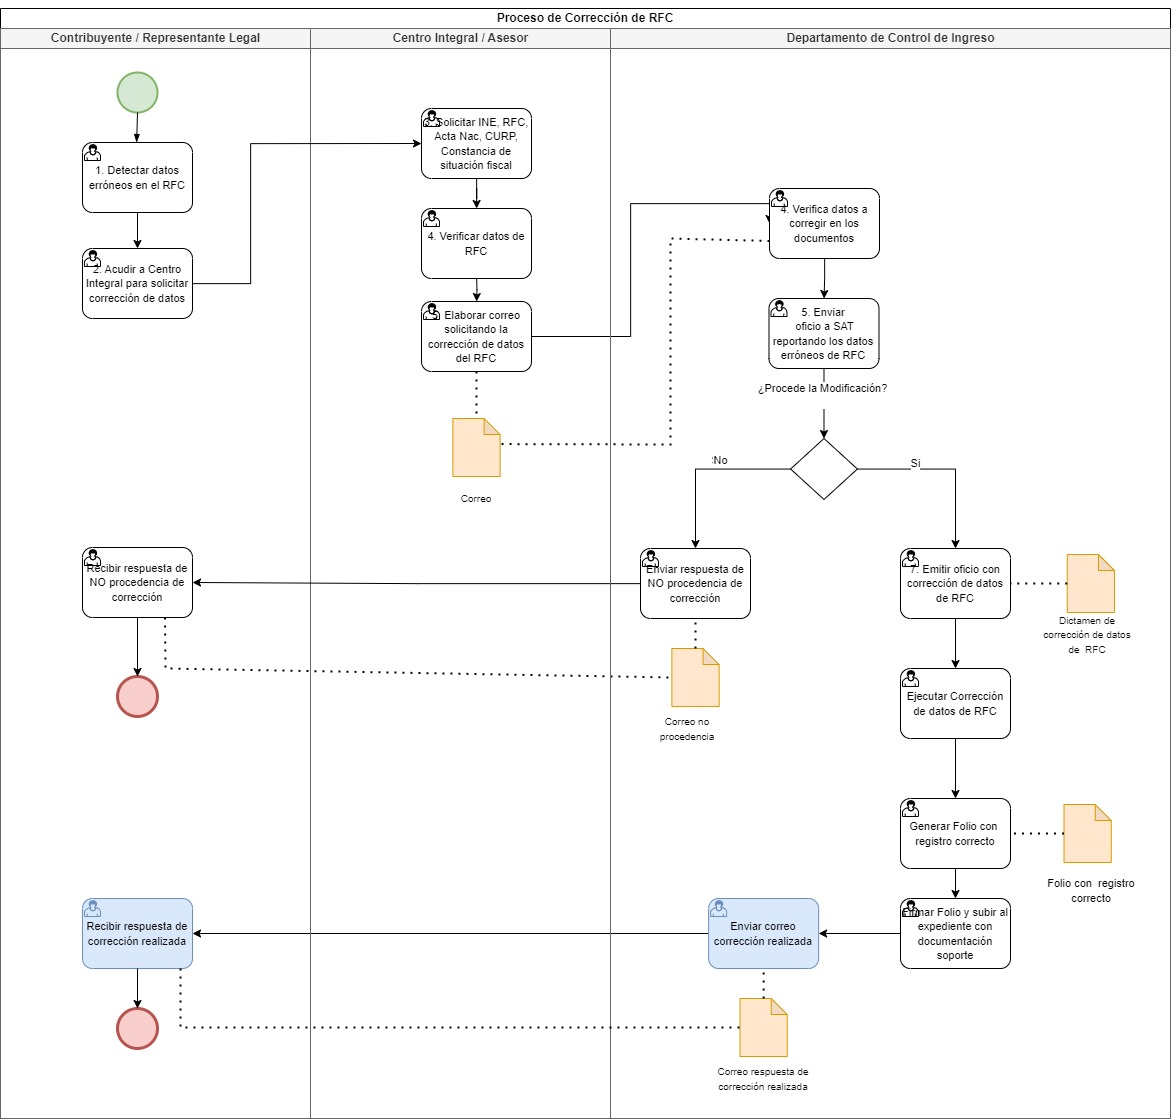 Proceso de Corrección de RFC
Contribuyente / Representante Legal
Centro Integral / Asesor
Departamento de Control de Ingreso
1. Detectar datos
erróneos en el RFC
2. Acudir a Centro
Integral para solicitar
corrección de datos
Solicitar INE, RFC,
Acta Nac, CURP,
Constancia de
situación fiscal
4. Verificar datos de
RFC
Elaborar correo
solicitando la
corrección de datos
del RFC
Correo
4. Verifica datos a
corregir en los
documentos
5. Enviar
oficio a SAT
reportando los datos
erróneos de RFC
¿Procede la Modificación?
No
Si
Recibir respuesta de
NO procedencia de
corrección
Enviar respuesta de
NO procedencia de
corrección
Correo no
procedencia
7. Emitir oficio con
corrección de datos
de RFC
Dictamen de
corrección de datos
de RFC
Ejecutar Corrección
de datos de RFC
Generar Folio con
registro correcto
Folio con registro
correcto
Firmar Folio y subir al
expediente con
documentación
soporte
Enviar correo
corrección realizada
Recibir respuesta de
corrección realizada
Correo respuesta de
corrección realizada